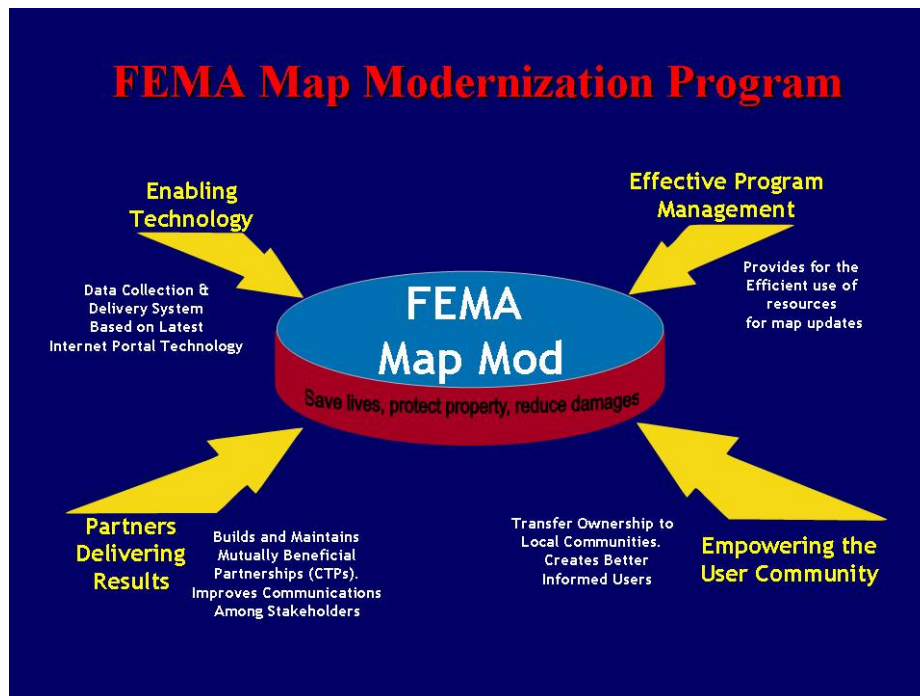 FEMA Map Modernization Program
Enabling
Technology
Data Collection &
Delivery System
Based on Latest
Internet Portal Technology
Effective Program
Management
Provides for the
Efficient use of
resources
for map updates
FEMA
Map Mod
Save lives, protect property, reduce damages
Partners
Delivering
Results
Builds and Maintains
Mutually Beneficial
Partnerships (CTPs).
Improves Communications
Among Stakeholders
Transfer Ownership to
Local Communities.
Creates Better
Informed Users
Empowering the
User Community